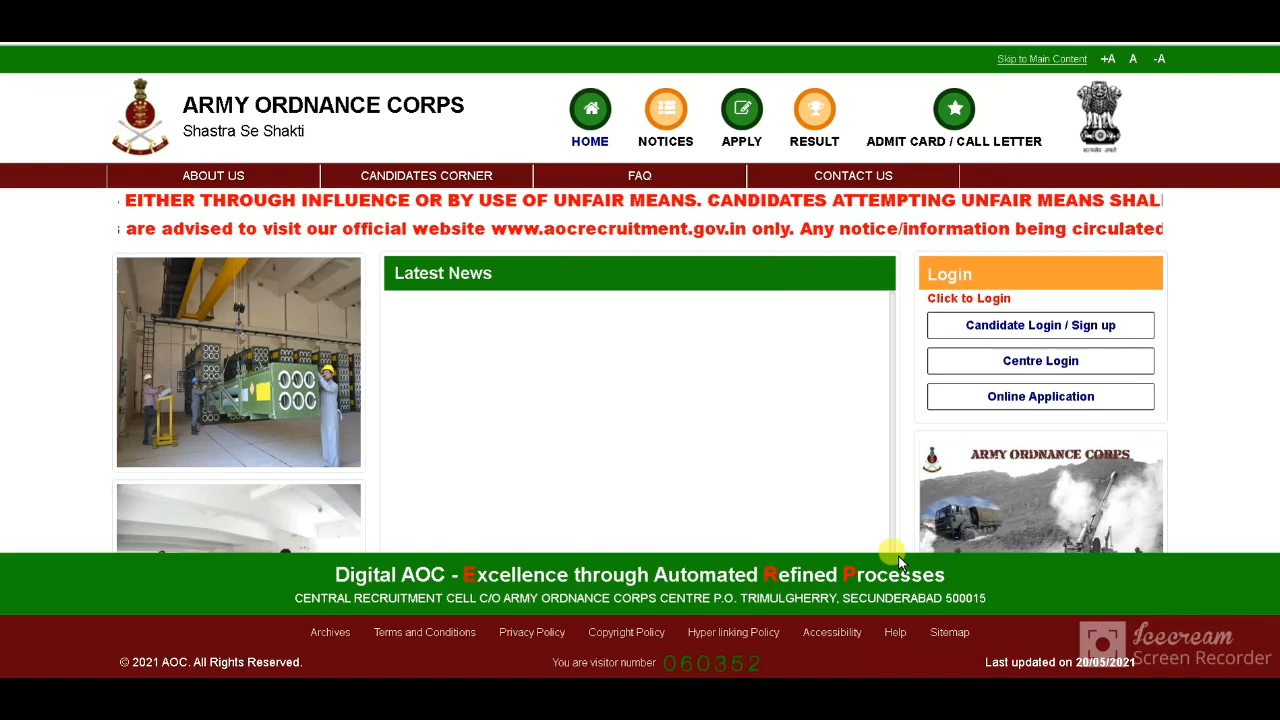 Skip to Main Content +A A -A
ARMY ORDNANCE CORPS
Shastra Se Shakti
HOME NOTICES APPLY RESULT ADMIT CARD / CALL LETTER
ABOUT US CANDIDATES CORNER FAQ CONTACT US
EITHER THROUGH INFLUENCE OR BY USE OF UNFAIR MEANS. CANDIDATES ATTEMPTING UNFAIR MEANS SHAL
are advised to visit our official website www.aocrecruitment.gov.in only. Any notice/information being circulated
Latest News
Login
Click to Login
Candidate Login / Sign up
Centre Login
Online Application
ARMY ORDNANCE CORPS
Digital AOC - Excellence through Automated Refined Processes
CENTRAL RECRUITMENT CELL C/O ARMY ORDNANCE CORPS CENTRE P.O. TRIMULGHERRY, SECUNDERABAD 500015
Archives Terms and Conditions Privacy Policy Copyright Policy Hyper linking Policy Accessibility Help Sitemap
© 2021 AOC. All Rights Reserved. You are visitor number 060352 Last updated on 20/05/2021
Icecream
Screen Recorder